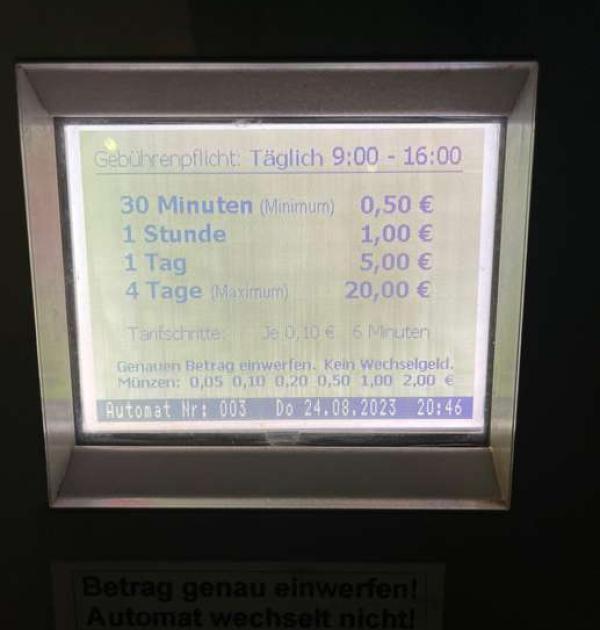 Gebührenpflicht: Täglich 9:00 - 16:00
30 Minuten (Minimum) 0,50 €
1 Stunde 1,00 €
1 Tag 5,00 €
4 Tage (Maximum) 20,00 €
Tarifschritte: Je 0,10 € 6 Minuten
Genauen Betrag einwerfen. Kein Wechselgeld.
Münzen: 0,05 0,10 0,20 0,50 1,00 2,00 €
Automat Nr: 003 Do 24.08.2023 20:46
Betrag genau einwerfen!
Automat wechselt nicht!